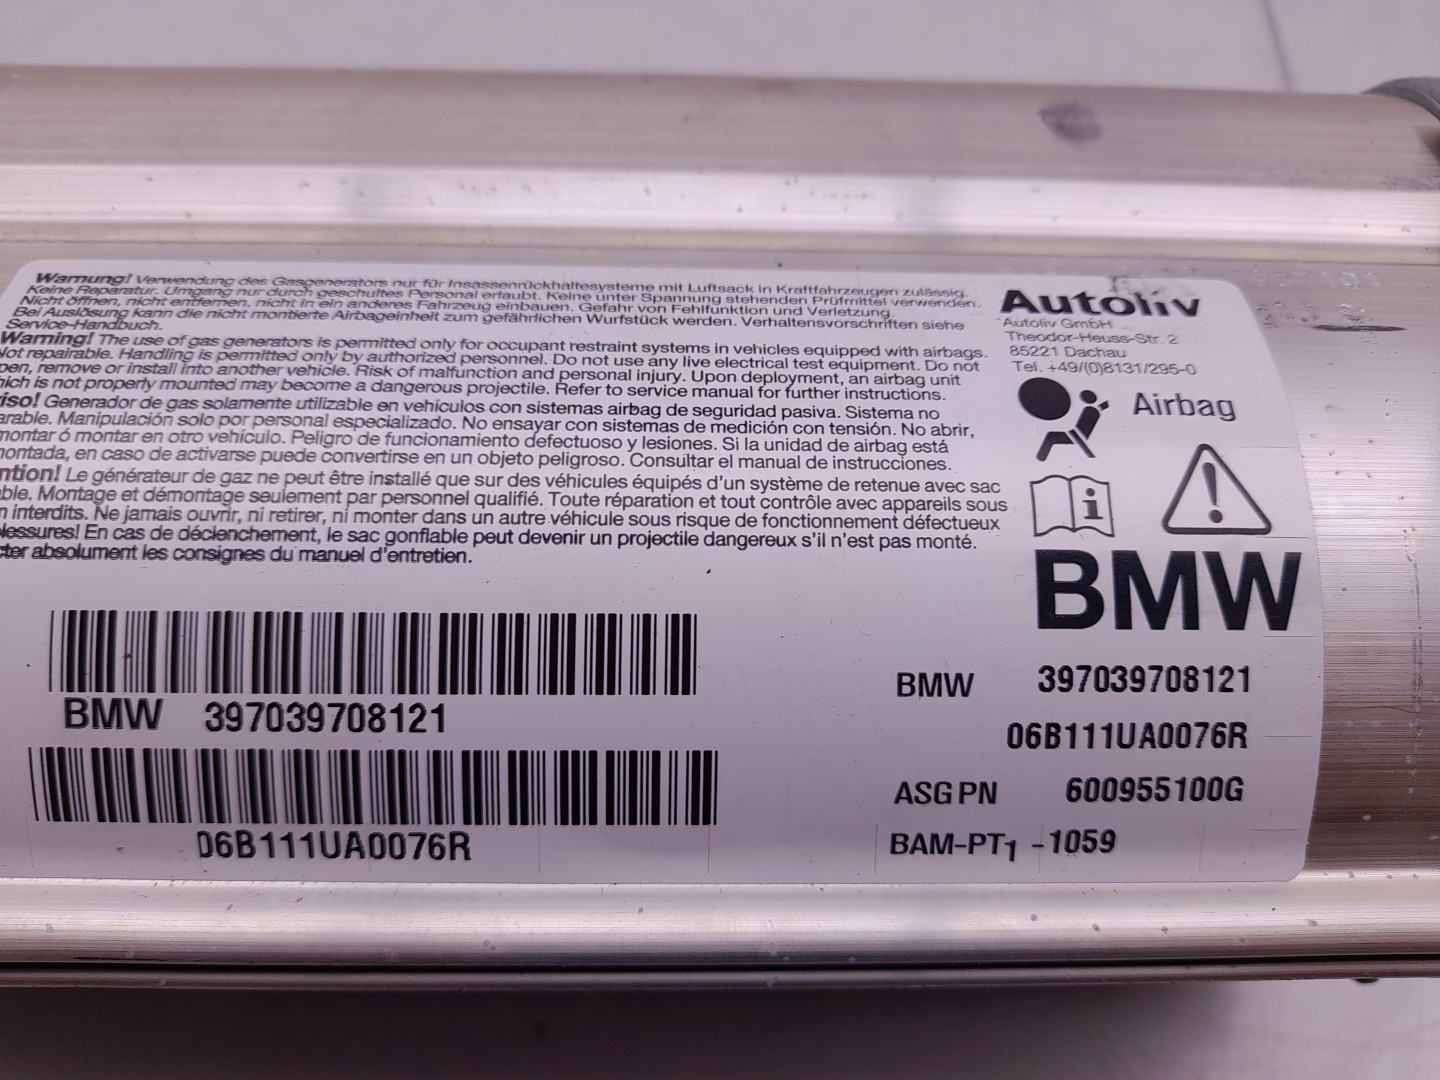 Warnung! Verwendung des Gasgenerators nur für Insassenrückhaltesysteme mit Luftsack in Kraftfahrzeugen zulässig.
Keine Reparatur. Umgang nur durch geschultes Personal erlaubt. Keine unter Spannung stehenden Prüfmittel verwenden.
Nicht öffnen, nicht entfernen, nicht in ein anderes Fahrzeug einbauen. Gefahr von Fehlfunktion und Verletzung.
Bei Auslösung kann die nicht montierte Airbageinheit zum gefährlichen Wurfstück werden. Verhaltensvorschriften siehe
Service-Handbuch.
Warning! The use of gas generators is permitted only for occupant restraint systems in vehicles equipped with airbags.
Not repairable. Handling is permitted only by authorized personnel. Do not use any live electrical test equipment. Do not
pen, remove or install into another vehicle. Risk of malfunction and personal injury. Upon deployment, an airbag unit
hich is not properly mounted may become a dangerous projectile. Refer to service manual for further instructions.
iso! Generador de gas solamente utilizable en vehículos con sistemas airbag de seguridad pasiva. Sistema no
arable. Manipulación solo por personal especializado. No ensayar con sistemas de medición con tensión. No abrir,
montar ó montar en otro vehículo. Peligro de funcionamiento defectuoso y lesiones. Si la unidad de airbag está
montada, en caso de activarse puede convertirse en un objeto peligroso. Consultar el manual de instrucciones.
ntion! Le générateur de gaz ne peut être installé que sur des véhicules équipés d'un système de retenue avec sac
ble. Montage et démontage seulement par personnel qualifié. Toute réparation et tout contrôle avec appareils sous
n interdits. Ne jamais ouvrir, ni retirer, ni monter dans un autre véhicule sous risque de fonctionnement défectueux
lessures! En cas de déclenchement, le sac gonflable peut devenir un projectile dangereux s'il n'est pas monté.
cter absolument les consignes du manuel d'entretien.
Autoliv
Autoliv GmbH
Theodor-Heuss-Str. 2
85221 Dachau
Tel. +49/(0)8131/295-0
Airbag
i
BMW
BMW 397039708121
06B111UA0076R
BMW 397039708121
06B111UA0076R
ASG PN 600955100G
BAM-PT1 -1059